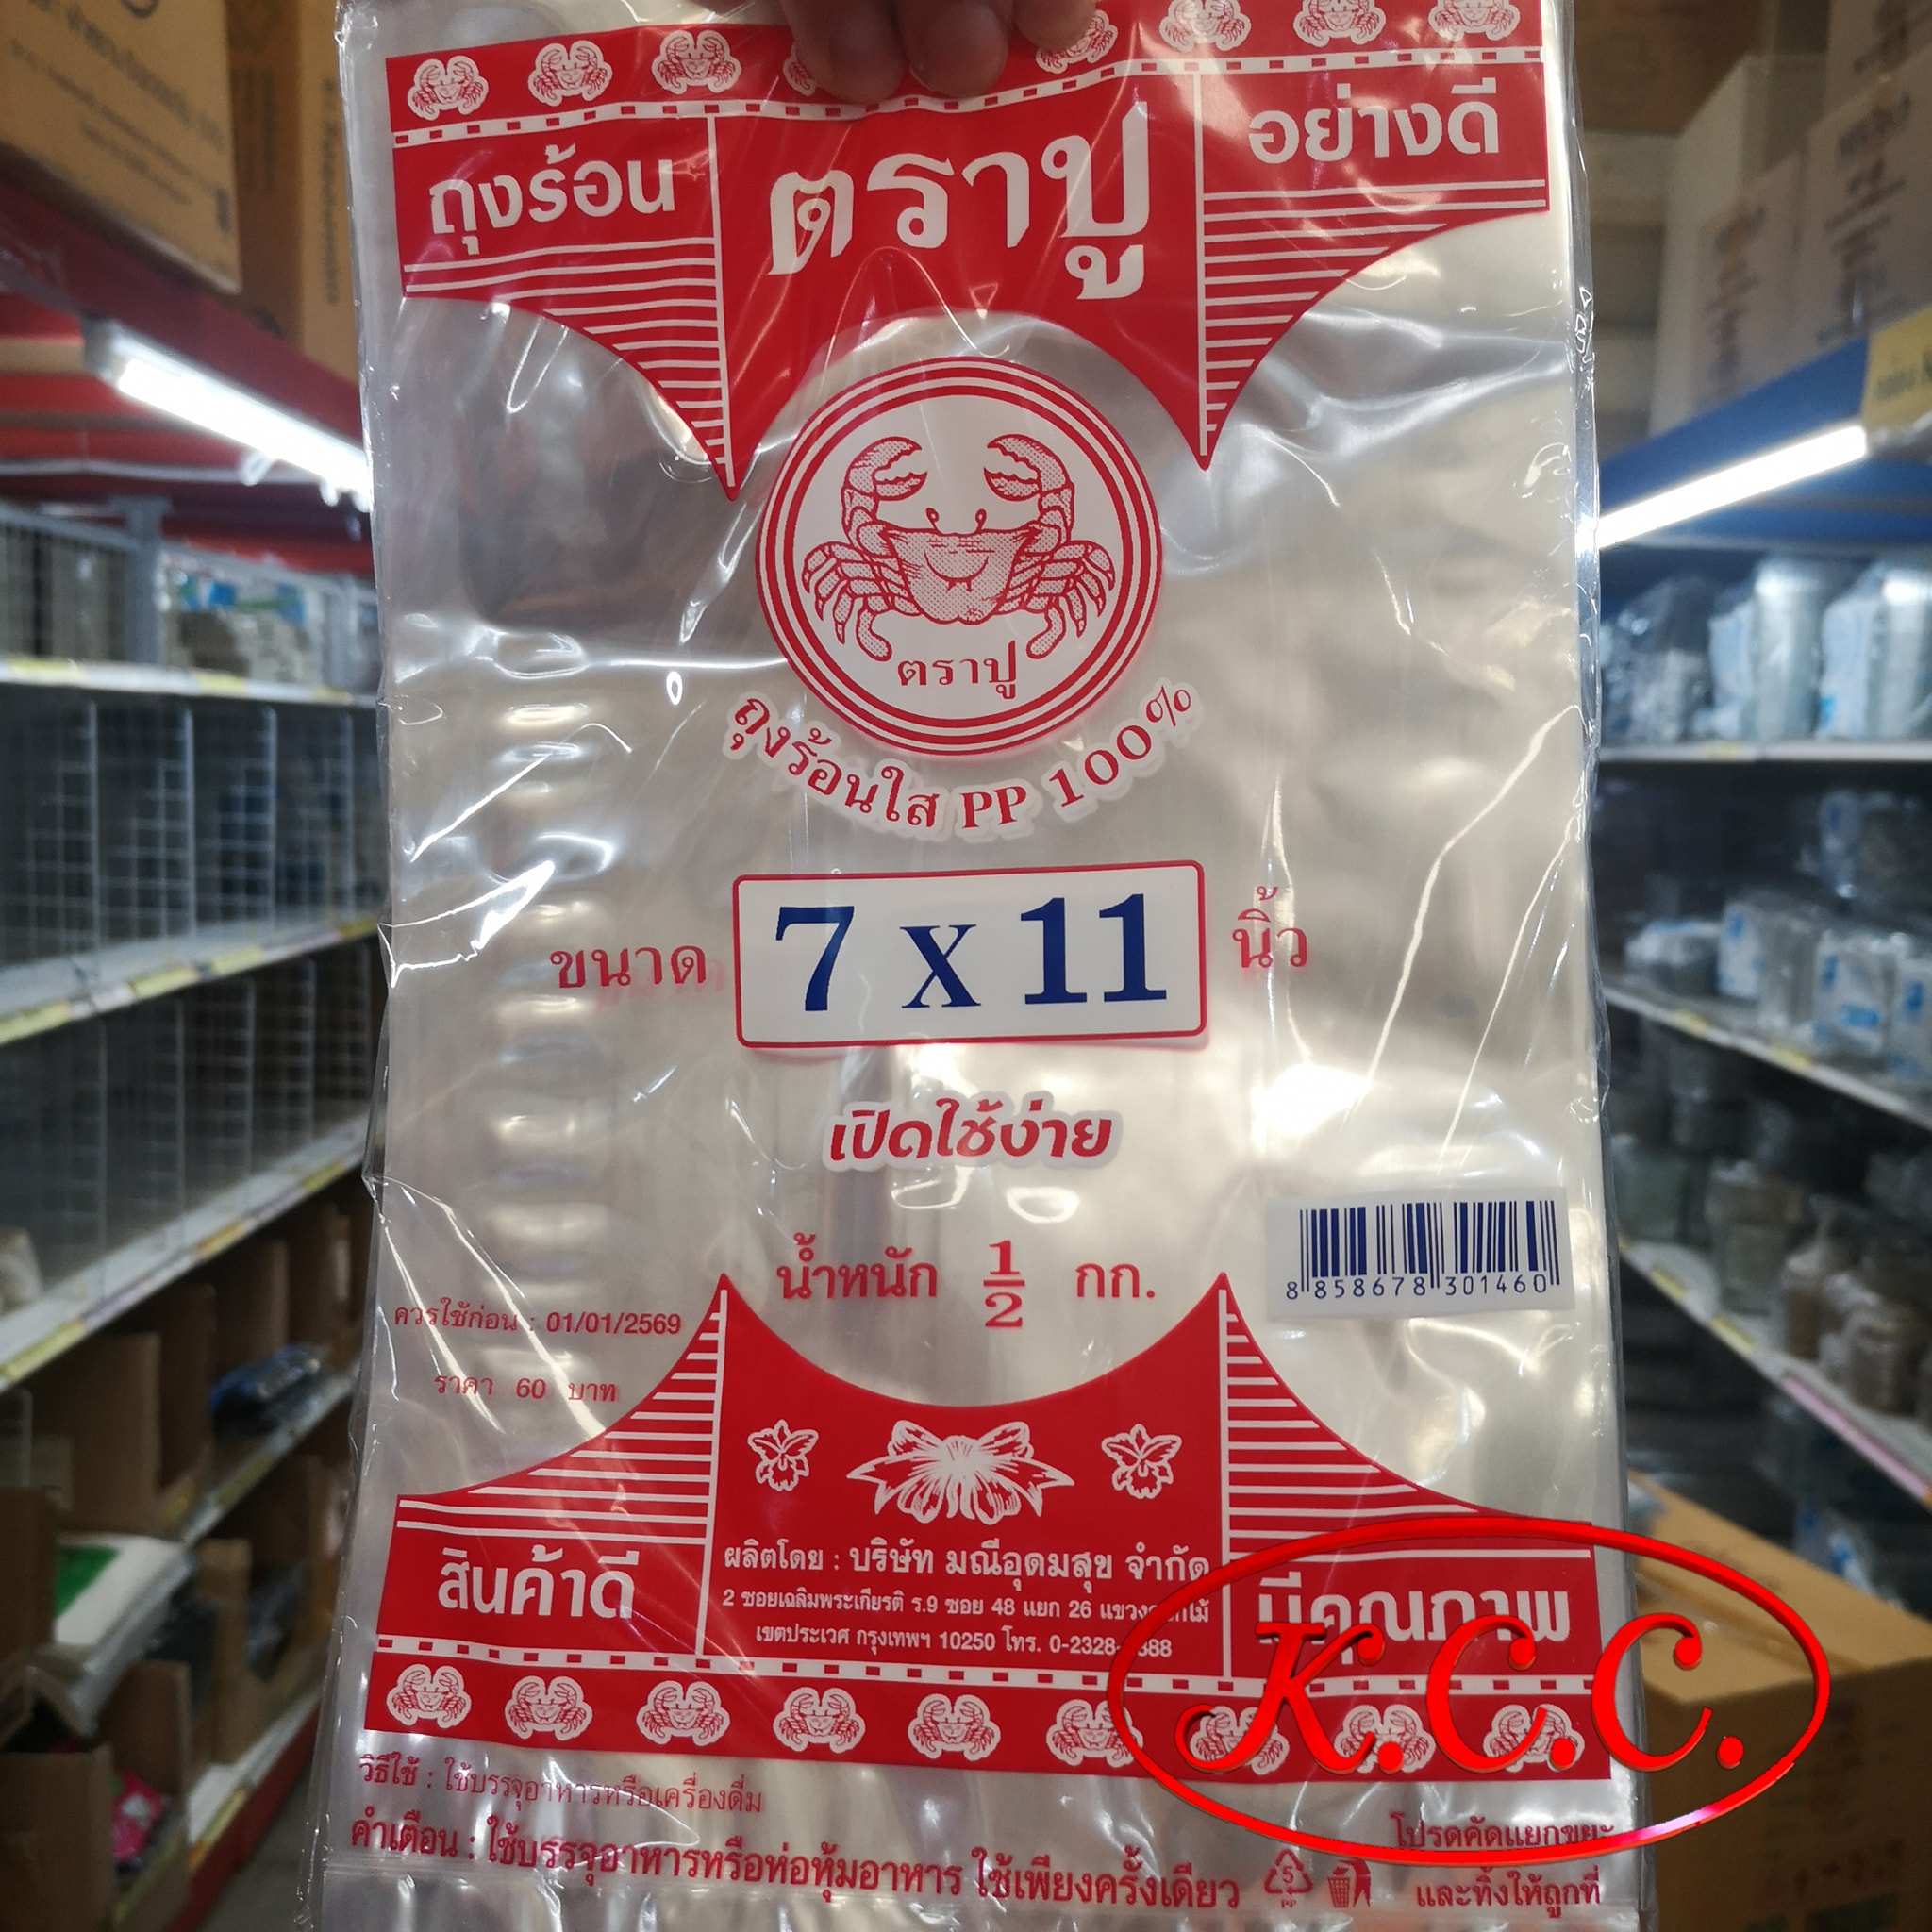 ถุงร้อน
ตราปู
อย่างดี
ตราปู
ถุงร้อนใส PP 100%
ขนาด 7 x 11 นิ้ว
เปิดใช้ง่าย
น้ำหนัก 1/2 กก.
8 858678 301460
ควรใช้ก่อน : 01/01/2569
ราคา 60 บาท
สินค้าดี
ผลิตโดย : บริษัท มณีอุดมสุข จำกัด
2 ซอยเฉลิมพระเกียรติ ร.9 ซอย 48 แยก 26
เขตประเวศ กรุงเทพฯ 10250 โทร.
มีคุณภาพ
K.C.C.
วิธีใช้ : ใช้บรรจุอาหารหรือเครื่องดื่ม
คำเตือน : ใช้บรรจุอาหารหรือห่อหุ้มอาหาร ใช้เพียงครั้งเดียว
5
PP
โปรดคัดแยกขยะ
และทิ้งให้ถูกที่